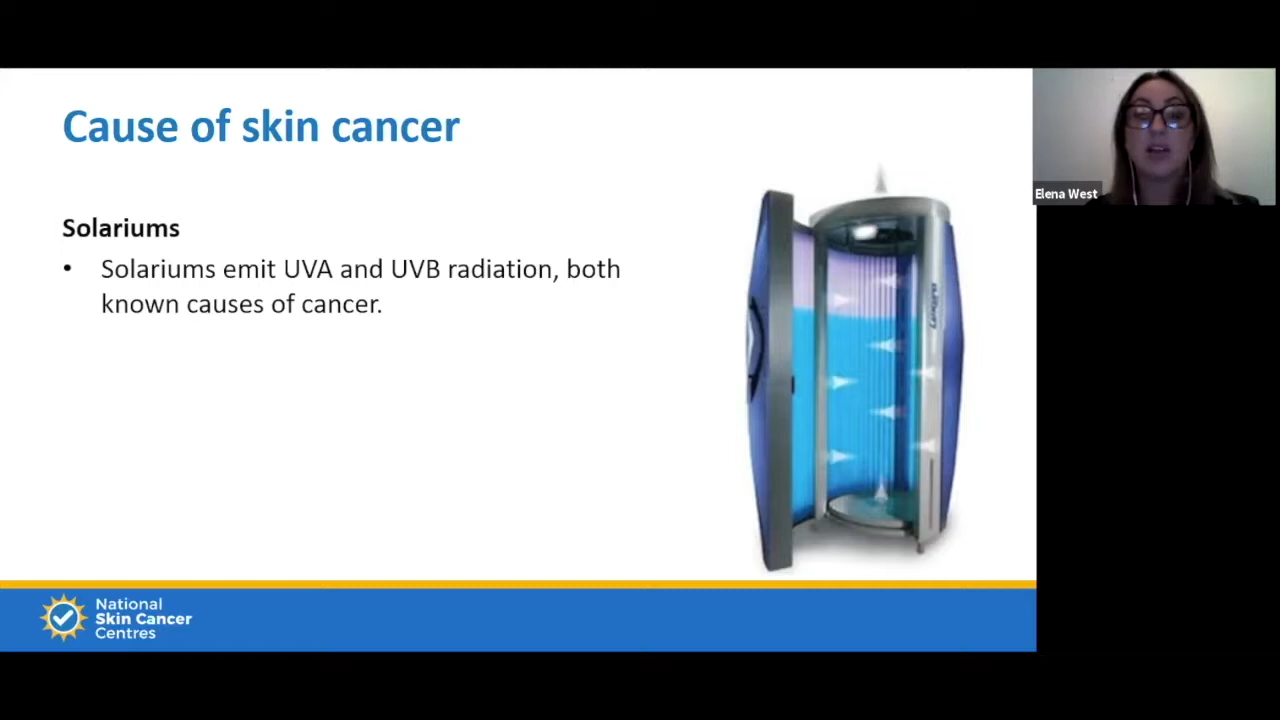 Cause of skin cancer
Elena West
Solariums
• Solariums emit UVA and UVB radiation, both
known causes of cancer.
National
Skin Cancer
Centres